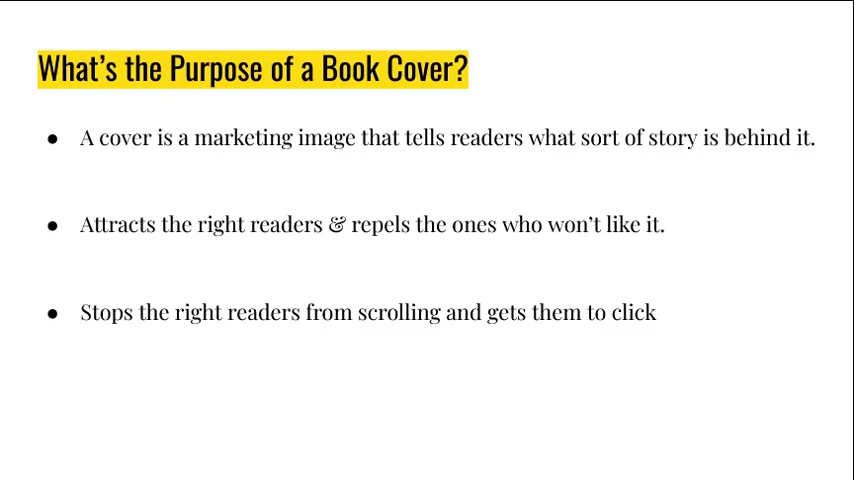 What’s the Purpose of a Book Cover?
● A cover is a marketing image that tells readers what sort of story is behind it.
● Attracts the right readers & repels the ones who won’t like it.
● Stops the right readers from scrolling and gets them to click